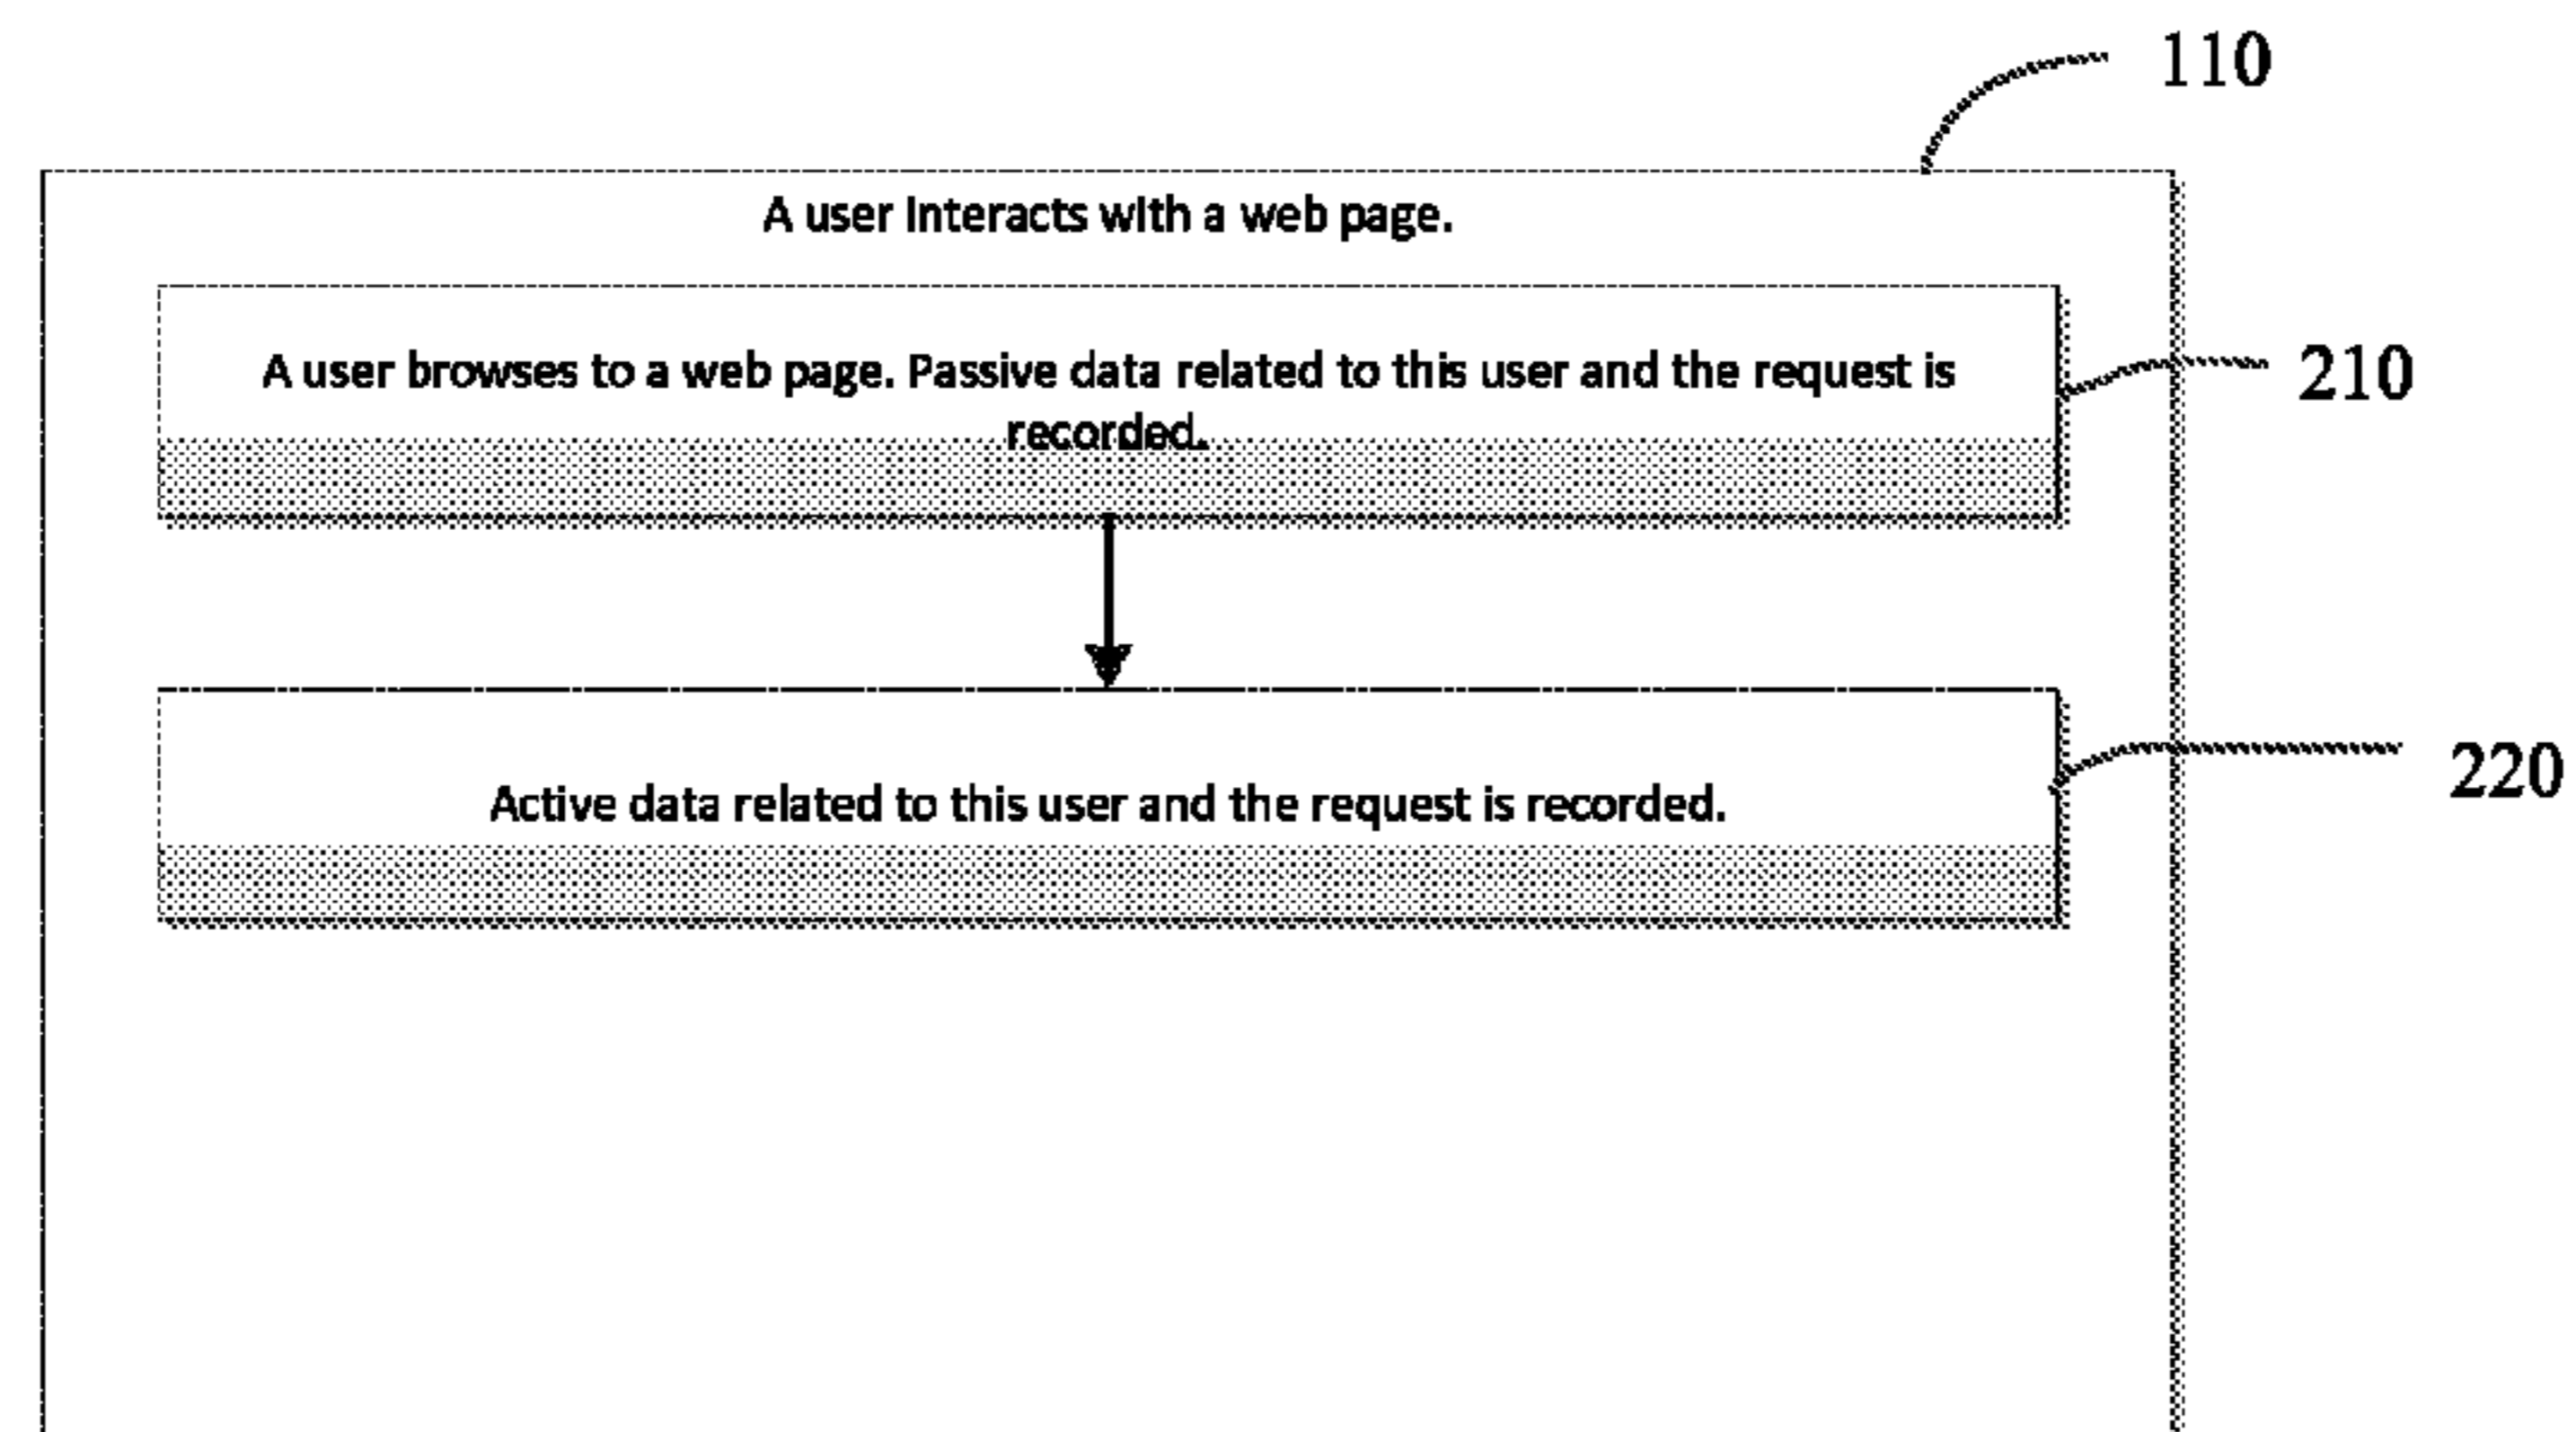 110
A user interacts with a web page.
A user browses to a web page. Passive data related to this user and the request is
recorded.
210
Active data related to this user and the request is recorded.
220